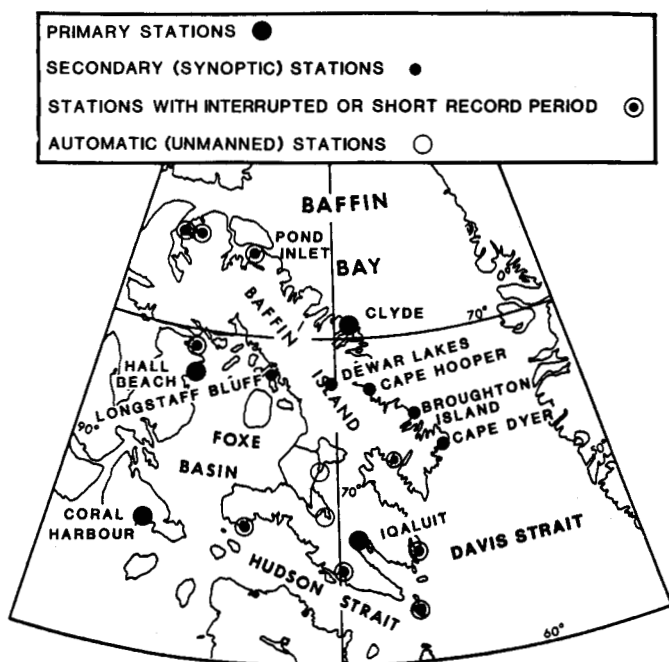 PRIMARY STATIONS
SECONDARY (SYNOPTIC) STATIONS
STATIONS WITH INTERRUPTED OR SHORT RECORD PERIOD
AUTOMATIC (UNMANNED) STATIONS
BAFFIN
BAY
POND
INLET
BAFFIN
ISLAND
CLYDE
70°
DEWAR LAKES
CAPE HOOPER
HALL
BEACH
LONGSTAFF BLUFF
BROUGHTON
ISLAND
CAPE DYER
90°
FOXE
BASIN
50°
70°
CORAL
HARBOUR
IQALUIT
DAVIS STRAIT
HUDSON STRAIT
60°